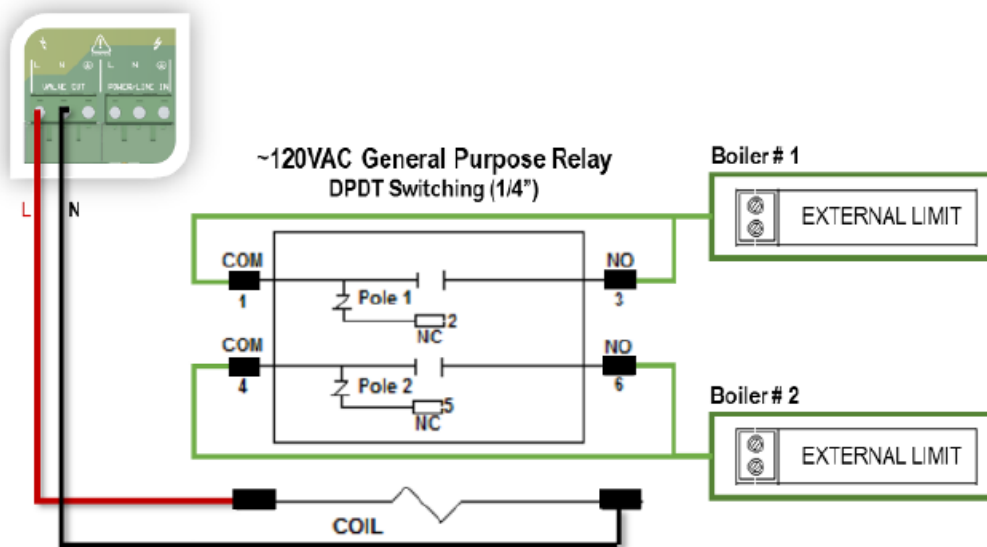 L N L N
VALVE OUT POWER/LINE IN
L N
~120VAC General Purpose Relay
DPDT Switching (1/4")
Boiler # 1
EXTERNAL LIMIT
COM
1
Pole 1
2
NC
NO
3
COM
4
Pole 2
5
NC
NO
6
Boiler # 2
EXTERNAL LIMIT
COIL